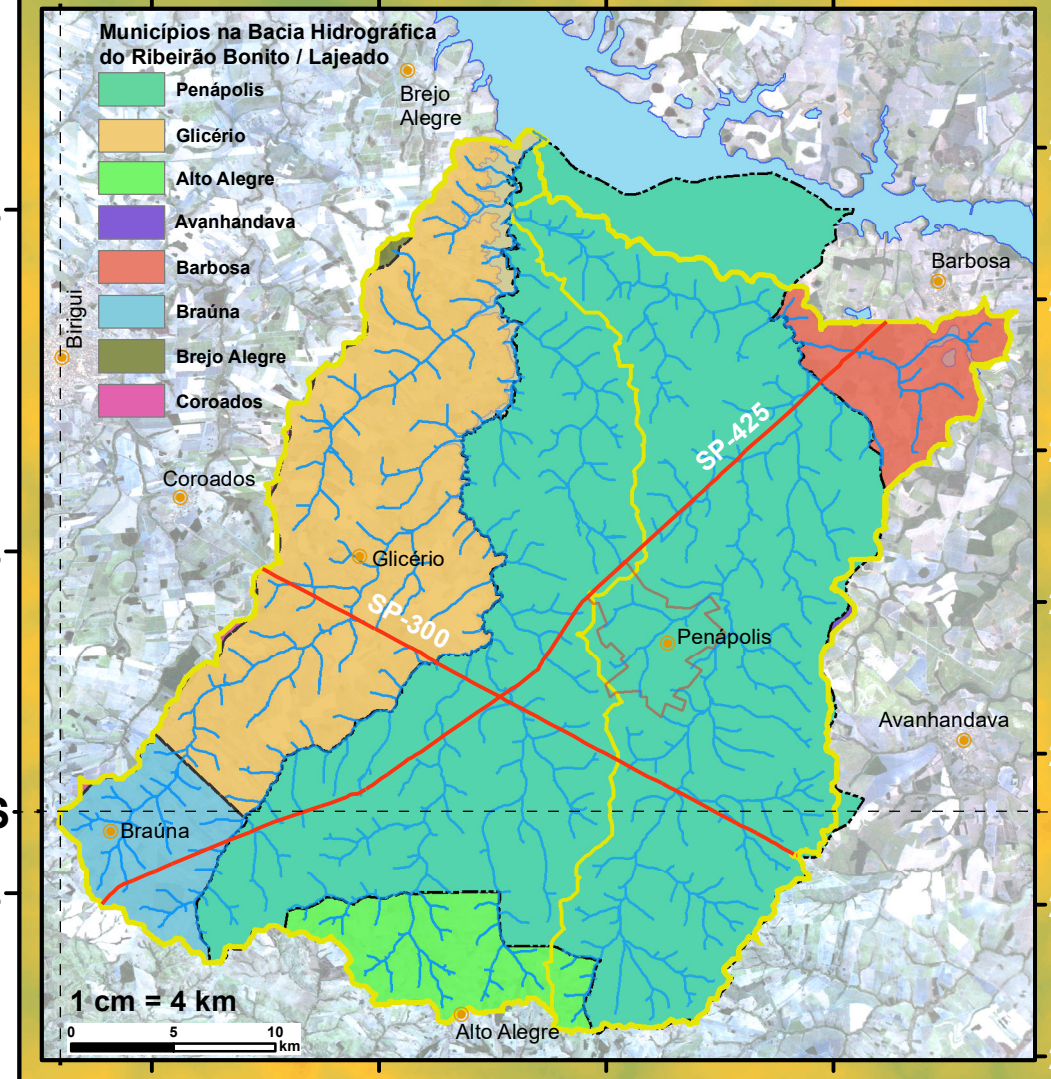 Municípios na Bacia Hidrográfica
do Ribeirão Bonito / Lajeado
Penápolis
Glicério
Alto Alegre
Avanhandava
Barbosa
Braúna
Brejo Alegre
Coroados
Brejo
Alegre
Barbosa
Birigui
SP-425
Coroados
Glicério
SP-300
Penápolis
Avanhandava
Braúna
S
1 cm = 4 km
0 5 10
km
Alto Alegre